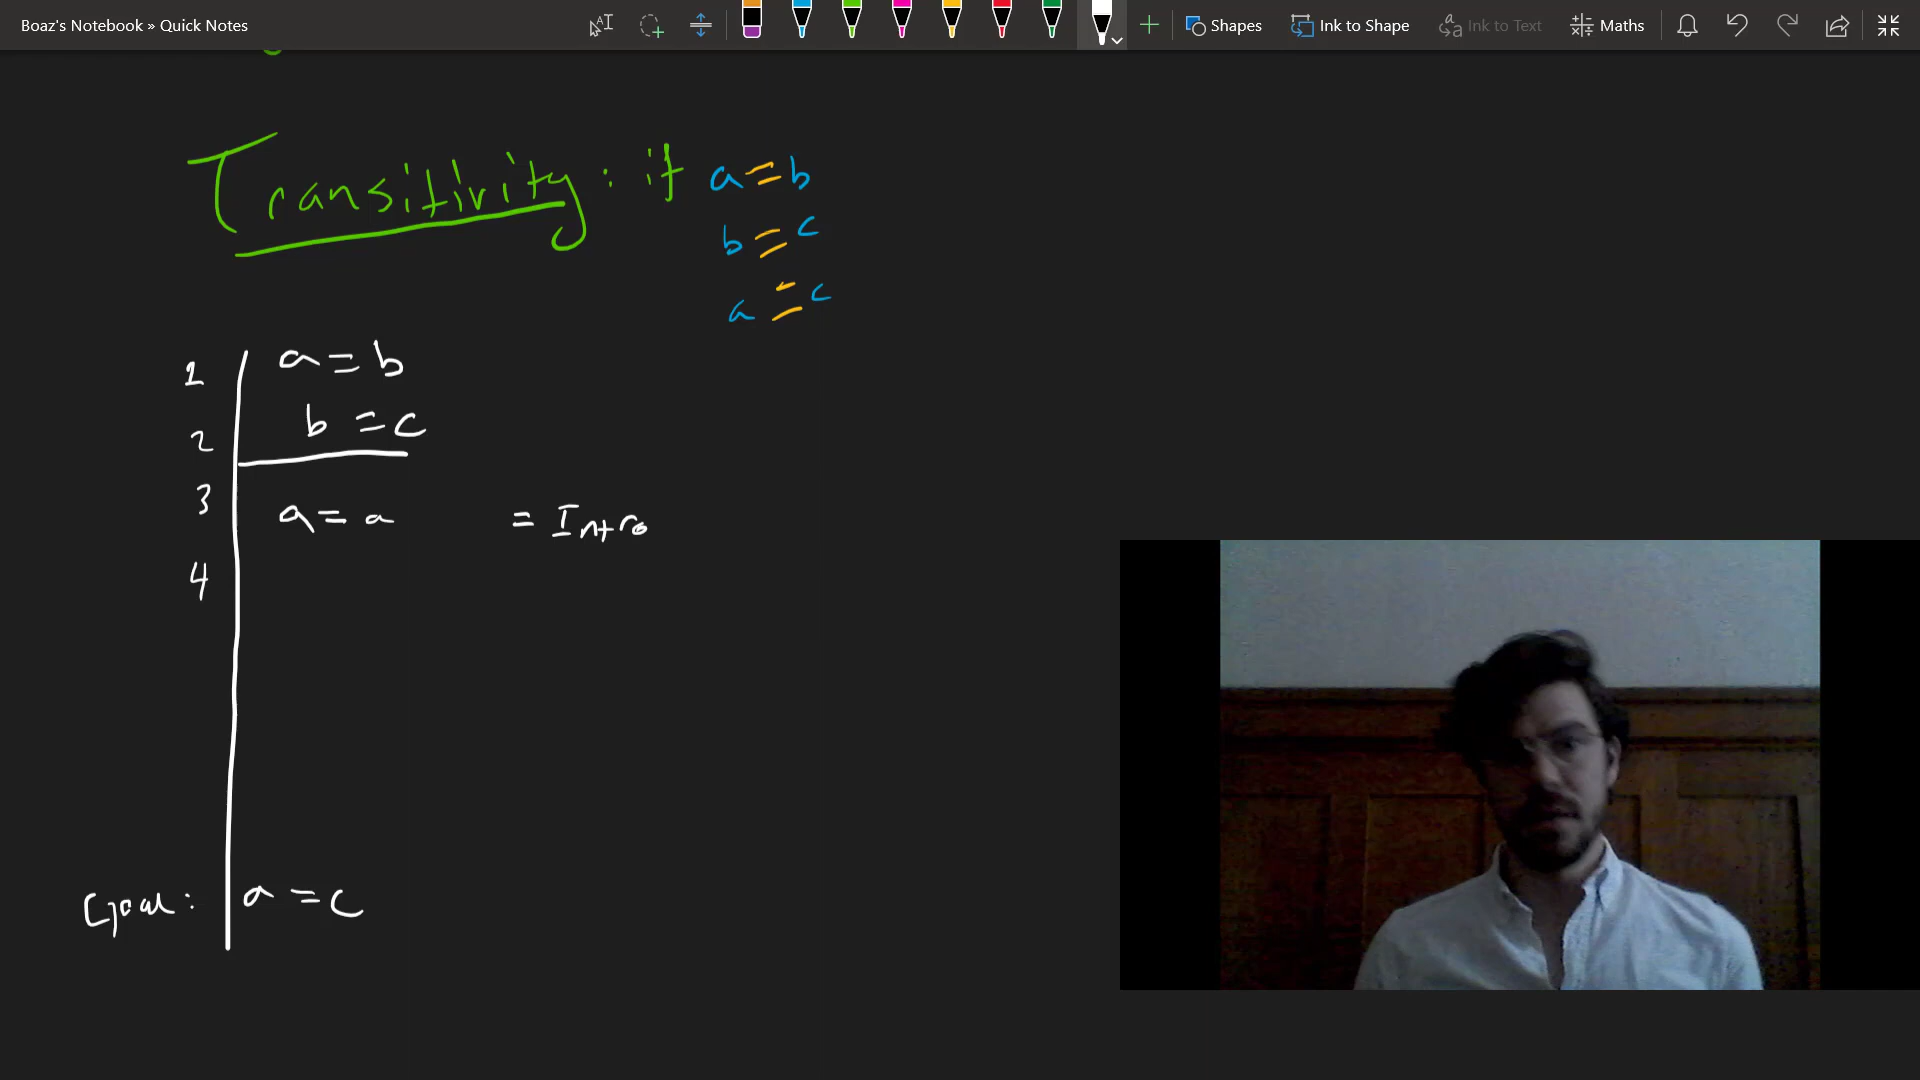 Boaz's Notebook » Quick Notes
Shapes
Ink to Shape
Ink to Text
Maths
Transitivity: if a = b
b = c
a = c
1 a = b
2 b = c
3 a = a = Intro
4
Goal: a = c